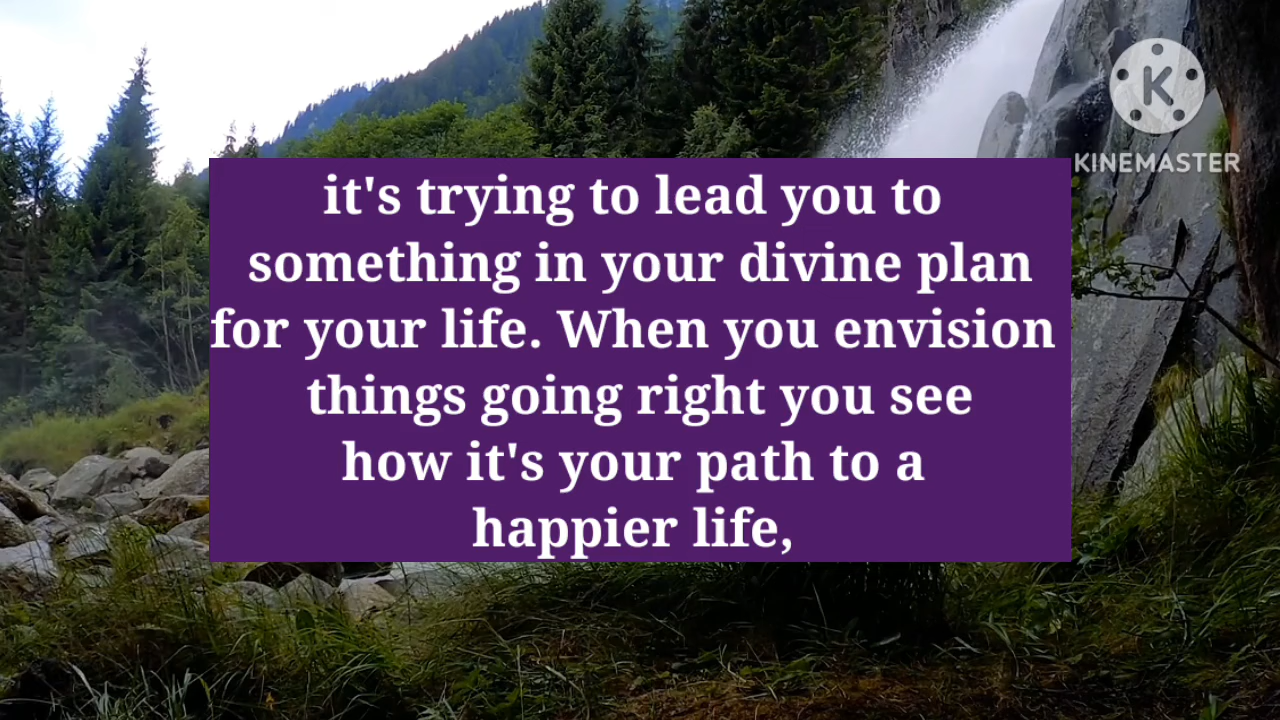 KINEMASTER
it's trying to lead you to
something in your divine plan
for your life. When you envision
things going right you see
how it's your path to a
happier life,